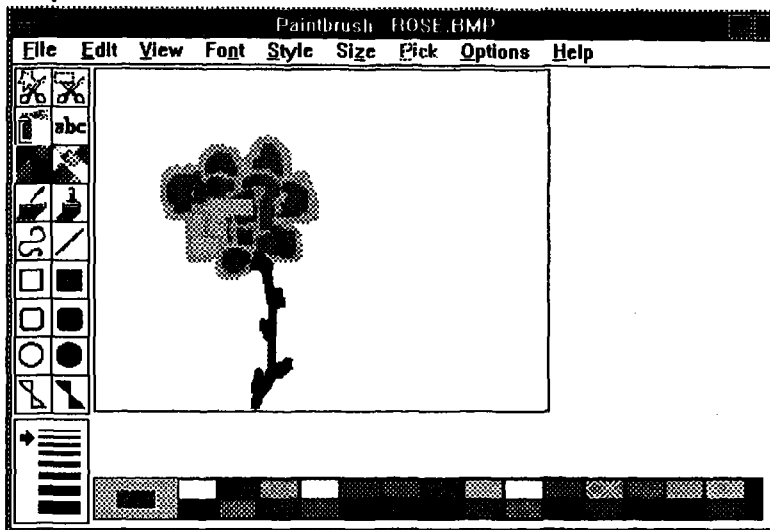 Paintbrush ROSE.BMP
File Edit View Font Style Size Pick Options Help
abc